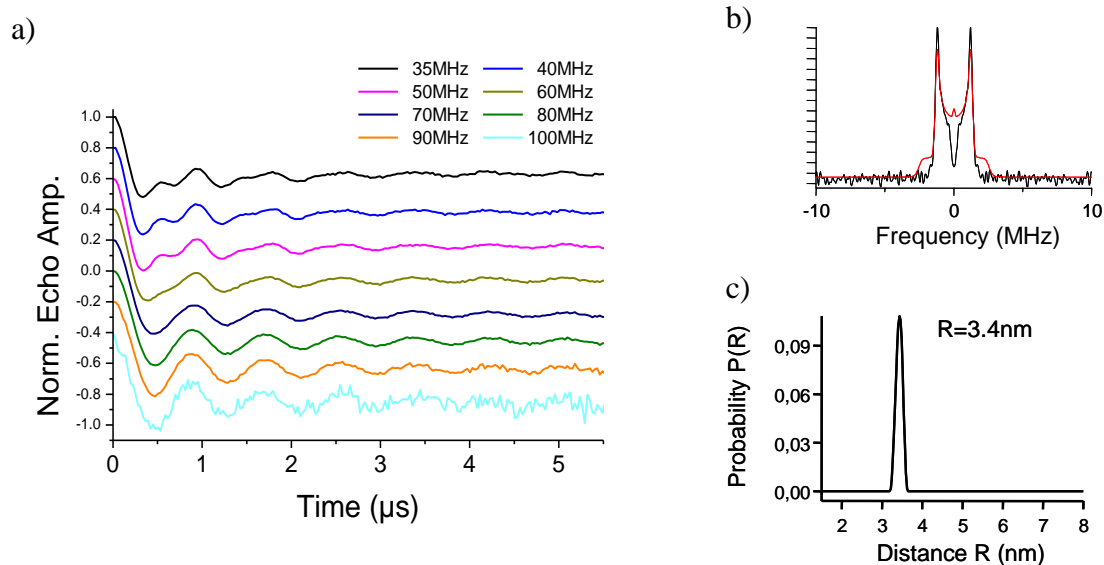 a)
35MHz 40MHz
50MHz 60MHz
70MHz 80MHz
90MHz 100MHz
1.0
0.6
0.4
0.2
0.0
-0.2
-0.4
-0.6
-0.8
-1.0
Norm. Echo Amp.
0 1 2 3 4 5
Time (µs)
b)
-10 0 10
Frequency (MHz)
c)
R=3.4nm
0,09
0,06
0,03
0,00
Probability P(R)
2 3 4 5 6 7 8
Distance R (nm)